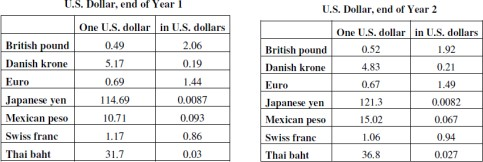 U.S. Dollar, end of Year 1
One U.S. dollar in U.S. dollars
British pound 0.49 2.06
Danish krone 5.17 0.19
Euro 0.69 1.44
Japanese yen 114.69 0.0087
Mexican peso 10.71 0.093
Swiss franc 1.17 0.86
Thai baht 31.7 0.03
U.S. Dollar, end of Year 2
One U.S. dollar in U.S. dollars
British pound 0.52 1.92
Danish krone 4.83 0.21
Euro 0.67 1.49
Japanese yen 121.3 0.0082
Mexican peso 15.02 0.067
Swiss franc 1.06 0.94
Thai baht 36.8 0.027